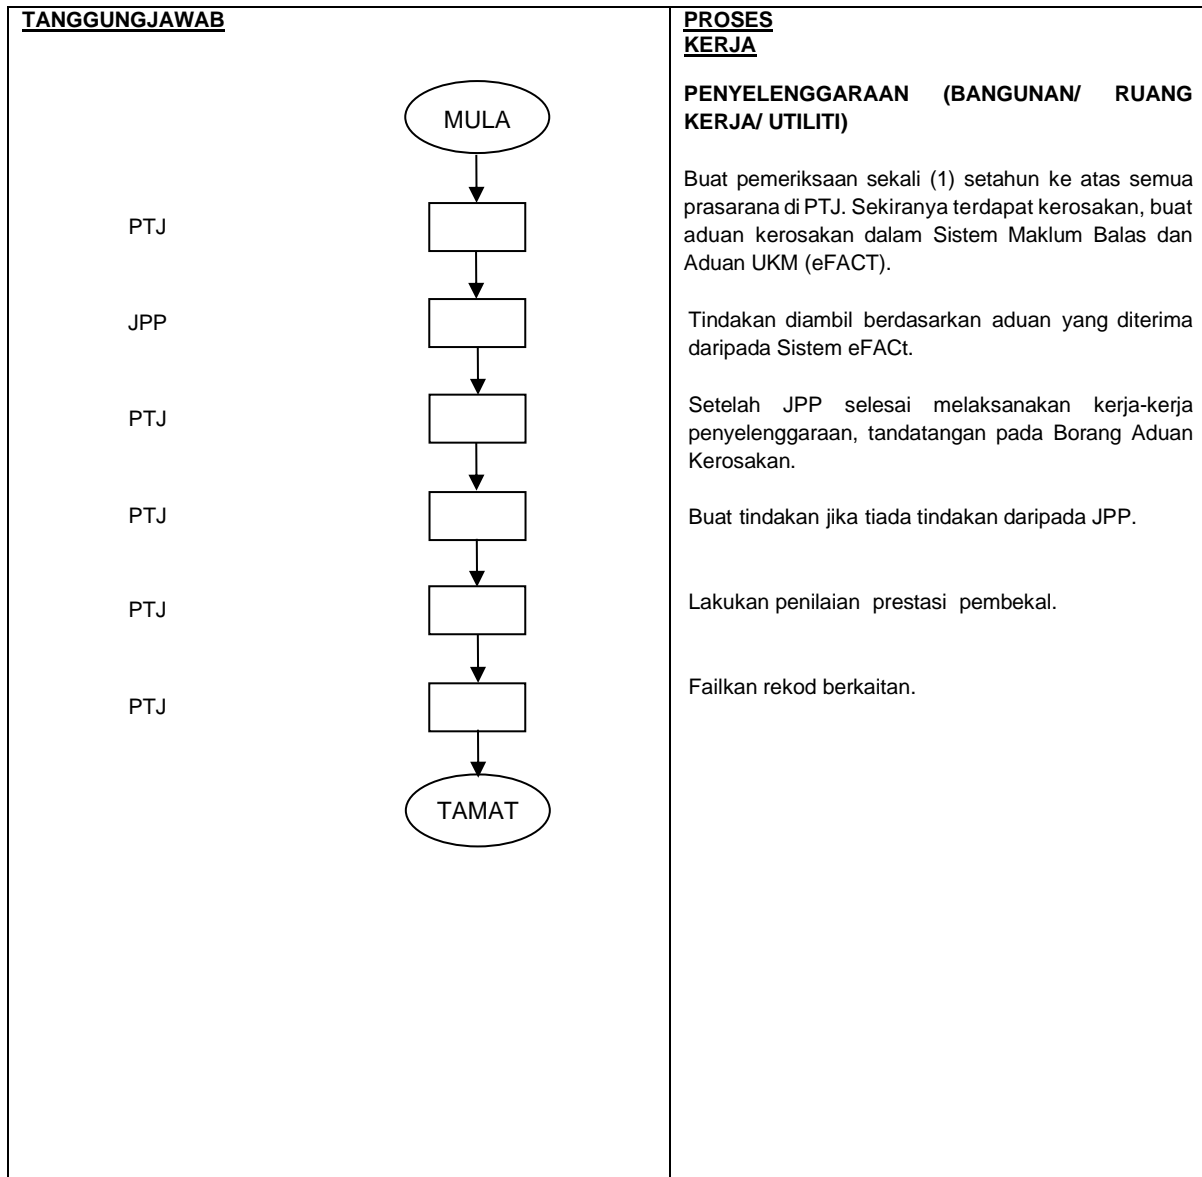 TANGGUNGJAWAB
PROSES
KERJA
PENYELENGGARAAN (BANGUNAN/ RUANG
KERJA/ UTILITI)
MULA
Buat pemeriksaan sekali (1) setahun ke atas semua
prasarana di PTJ. Sekiranya terdapat kerosakan, buat
aduan kerosakan dalam Sistem Maklum Balas dan
Aduan UKM (eFACT).
PTJ
JPP
Tindakan diambil berdasarkan aduan yang diterima
daripada Sistem eFACt.
PTJ
Setelah JPP selesai melaksanakan kerja-kerja
penyelenggaraan, tandatangan pada Borang Aduan
Kerosakan.
PTJ
Buat tindakan jika tiada tindakan daripada JPP.
PTJ
Lakukan penilaian prestasi pembekal.
PTJ
Failkan rekod berkaitan.
TAMAT